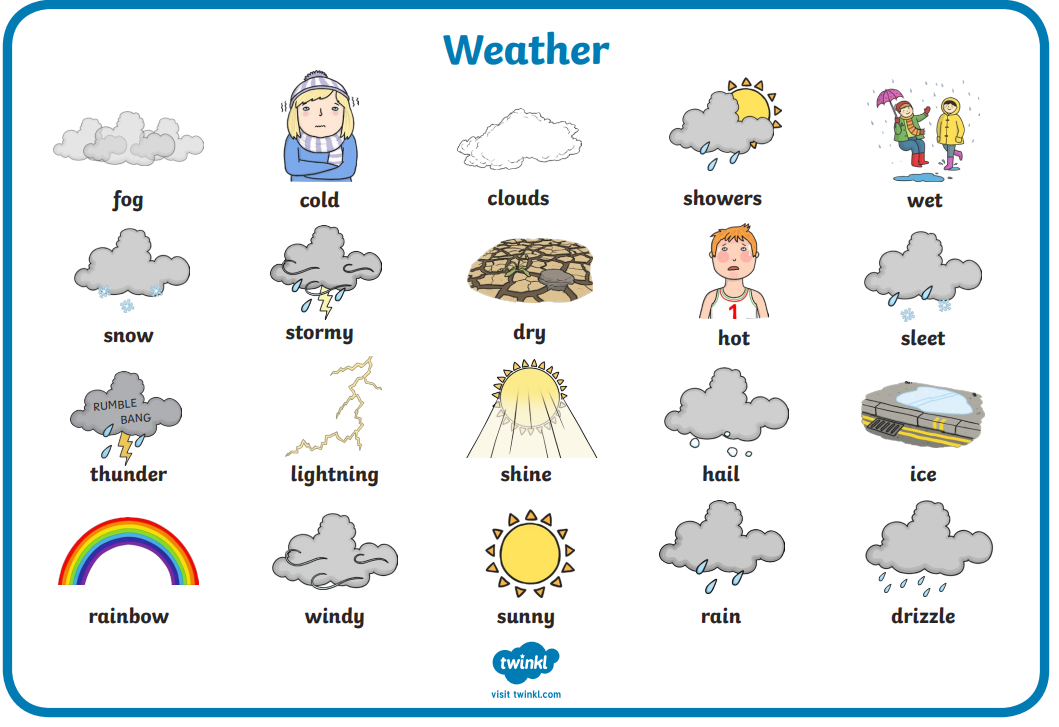 Weather
fog
cold
clouds
showers
wet
snow
stormy
dry
hot
1
sleet
RUMBLE
BANG
thunder
lightning
shine
hail
ice
rainbow
windy
sunny
rain
drizzle
twinkl
visit twinkl.com